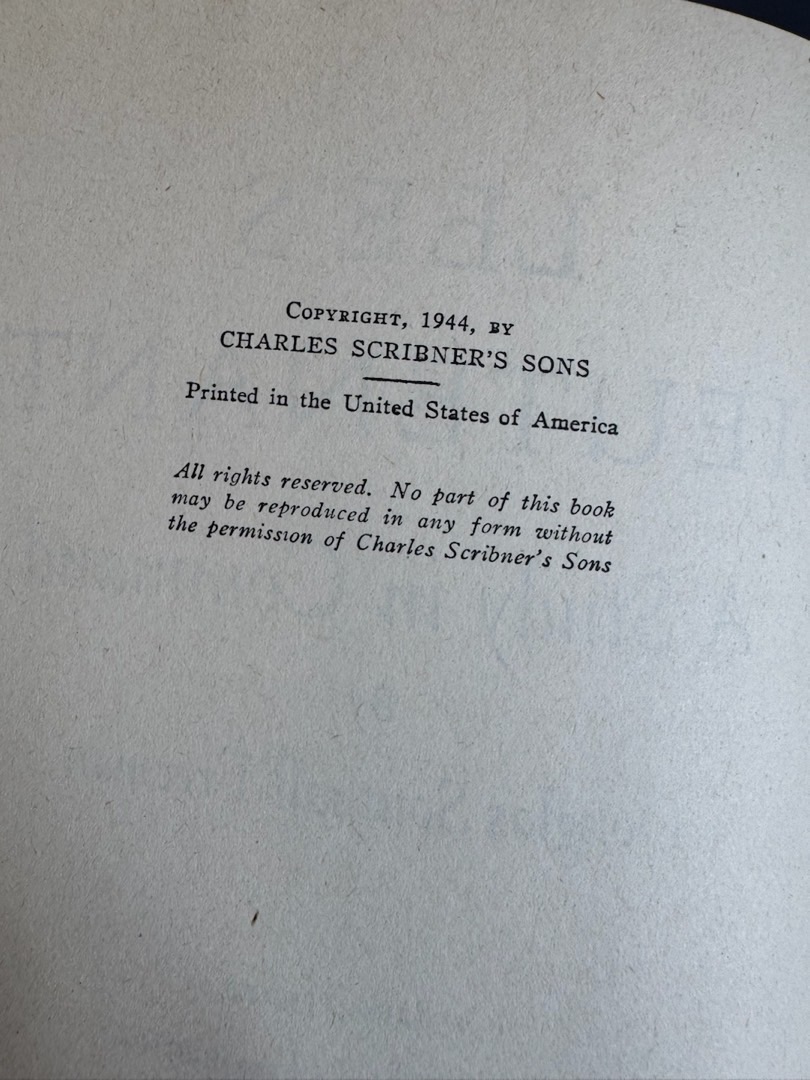 COPYRIGHT, 1944, BY
CHARLES SCRIBNER'S SONS
Printed in the United States of America
All rights reserved. No part of this book
may be reproduced in any form without
the permission of Charles Scribner's Sons